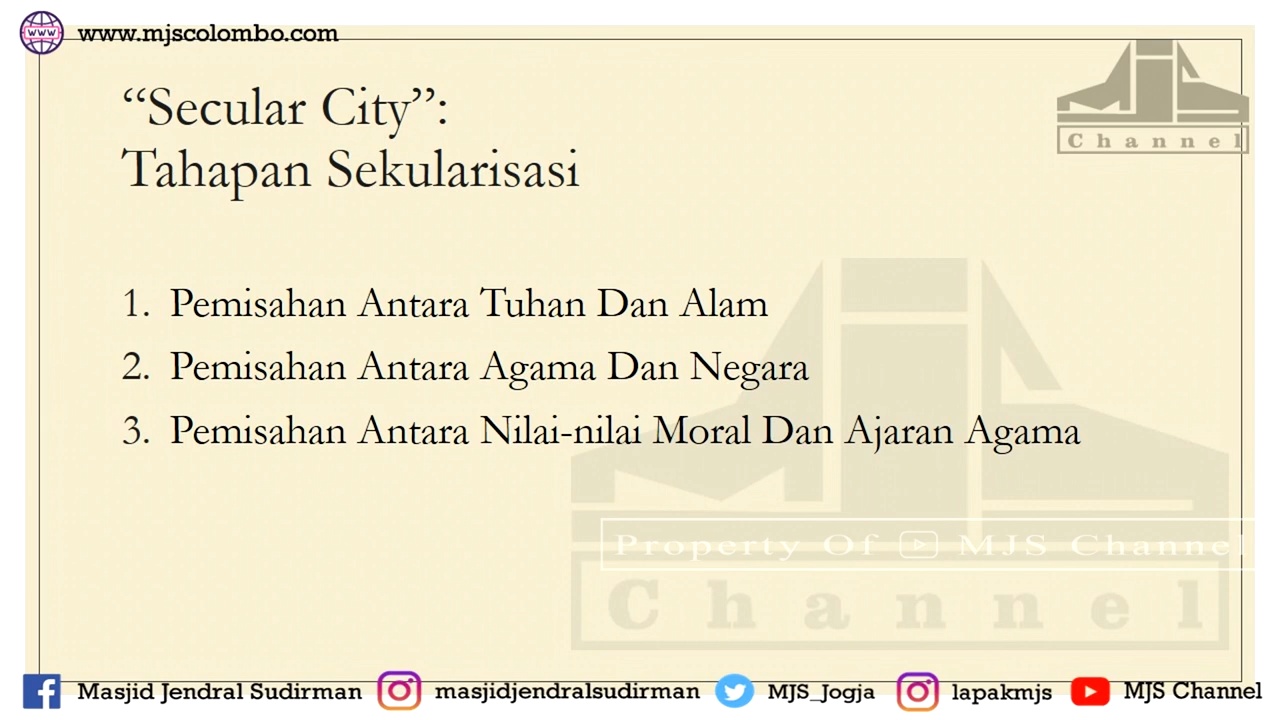 www.mjscolombo.com
“Secular City”:
Tahapan Sekularisasi
Channel
1. Pemisahan Antara Tuhan Dan Alam
2. Pemisahan Antara Agama Dan Negara
3. Pemisahan Antara Nilai-nilai Moral Dan Ajaran Agama
Property Of MJS Channel
Channel
Masjid Jendral Sudirman masjidjendralsudirman MJS_Jogja lapakmjs MJS Channel